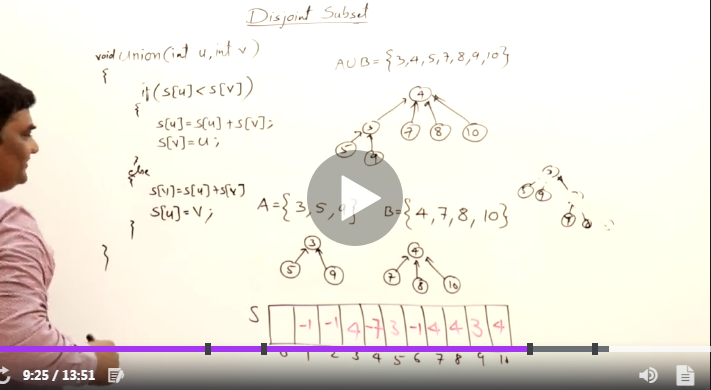 Disjoint Subset
void Union(int u, int v)
{
if(s[u]<s[v])
{
s[u]=s[u]+s[v];
s[v]=u;
}
else
{
s[v]=s[u]+s[v]
s[u]=v;
}
}
AUB={3,4,5,7,8,9,10}
4
3 7 8 10
5 9
A={3,5,9} B={4,7,8,10}
3 4
5 9 7 8 10
S -1 -1 4 -7 3 -1 4 4 3 4
0 1 2 3 4 5 6 7 8 9 10
9:25 / 13:51